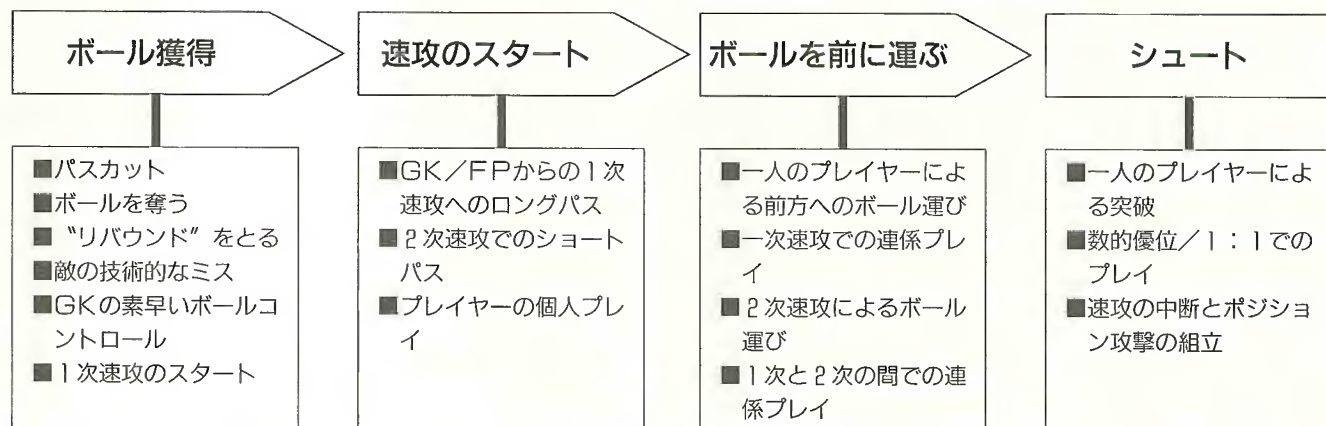 ボール獲得
■パスカット
■ボールを奪う
■〝リバウンド〟をとる
■敵の技術的なミス
■GKの素早いボールコ
ントロール
■1次速攻のスタート
速攻のスタート
■GK/FPからの1次
速攻へのロングパス
■2次速攻でのショート
パス
■プレイヤーの個人プレ
イ
ボールを前に運ぶ
■一人のプレイヤーによ
る前方へのボール運び
■一次速攻での連係プレ
イ
■2次速攻によるボール
運び
■1次と2次の間での連
係プレイ
シュート
■一人のプレイヤーによ
る突破
■数的優位/1:1での
プレイ
■速攻の中断とポジショ
ン攻撃の組立